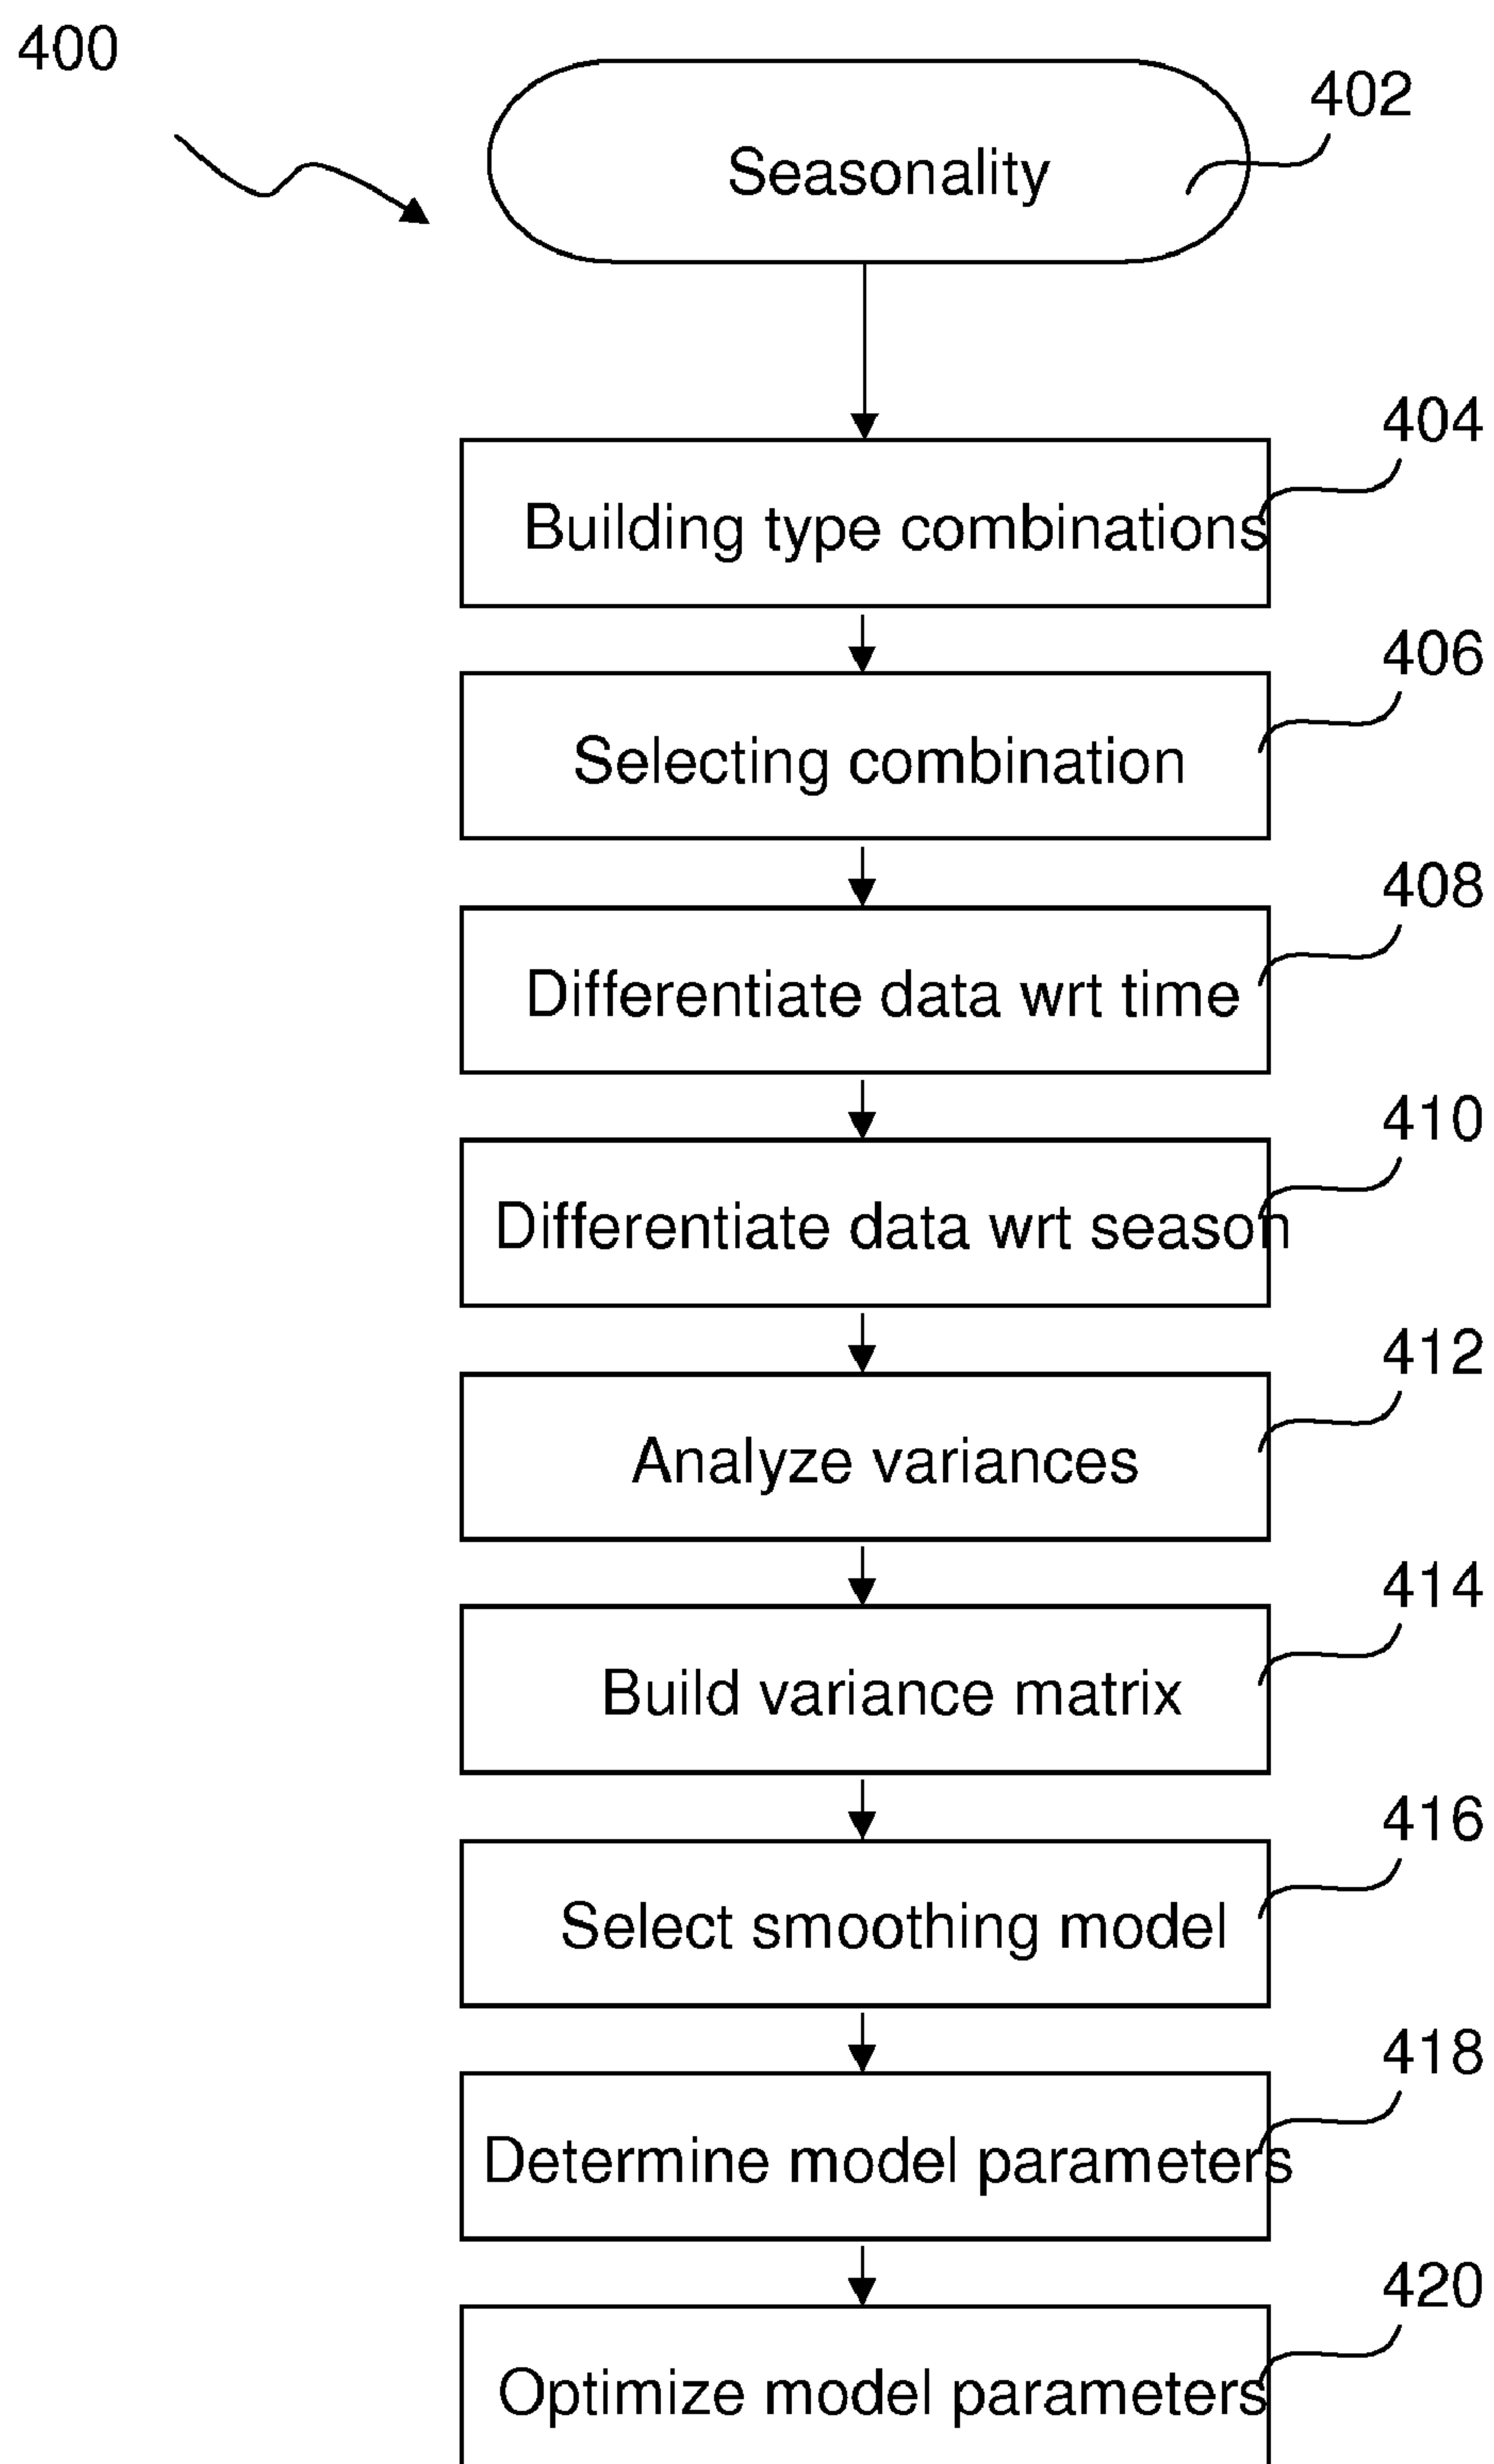 400
402
Seasonality
404
Building type combinations
406
Selecting combination
408
Differentiate data wrt time
410
Differentiate data wrt season
412
Analyze variances
414
Build variance matrix
416
Select smoothing model
418
Determine model parameters
420
Optimize model parameters